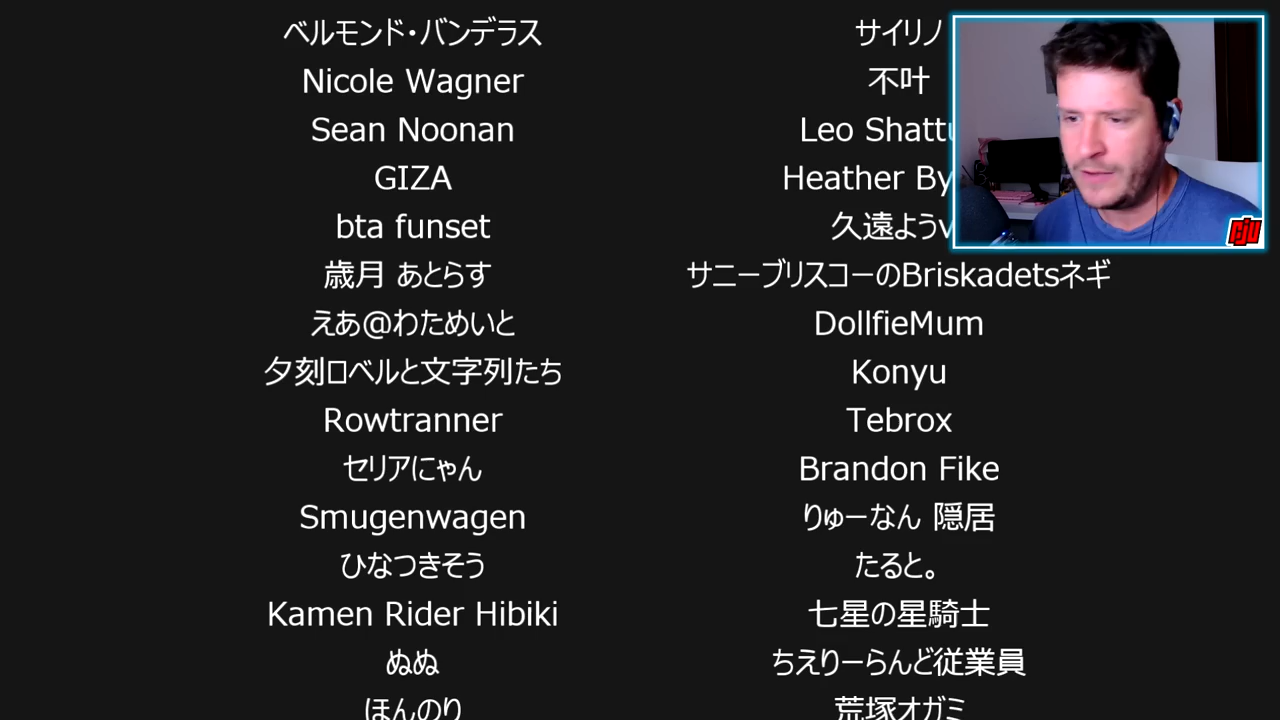 ベルモンド・バンデラス
サイリノ
Nicole Wagner
不叶
Sean Noonan
Leo
GIZA
Heather
bta funset
久遠よう
歳月 あとらす
サニーブリスコーのBriskadetsネギ
えあ@わためいと
DollfieMum
夕刻ロベルと文字列たち
Konyu
Rowtranner
Tebrox
セリアにゃん
Brandon Fike
Smugenwagen
りゅーなん 隠居
ひなつきそう
たると。
Kamen Rider Hibiki
七星の星騎士
ぬぬ
ちえりーらんど従業員
ほんのり
荒塚オガミ